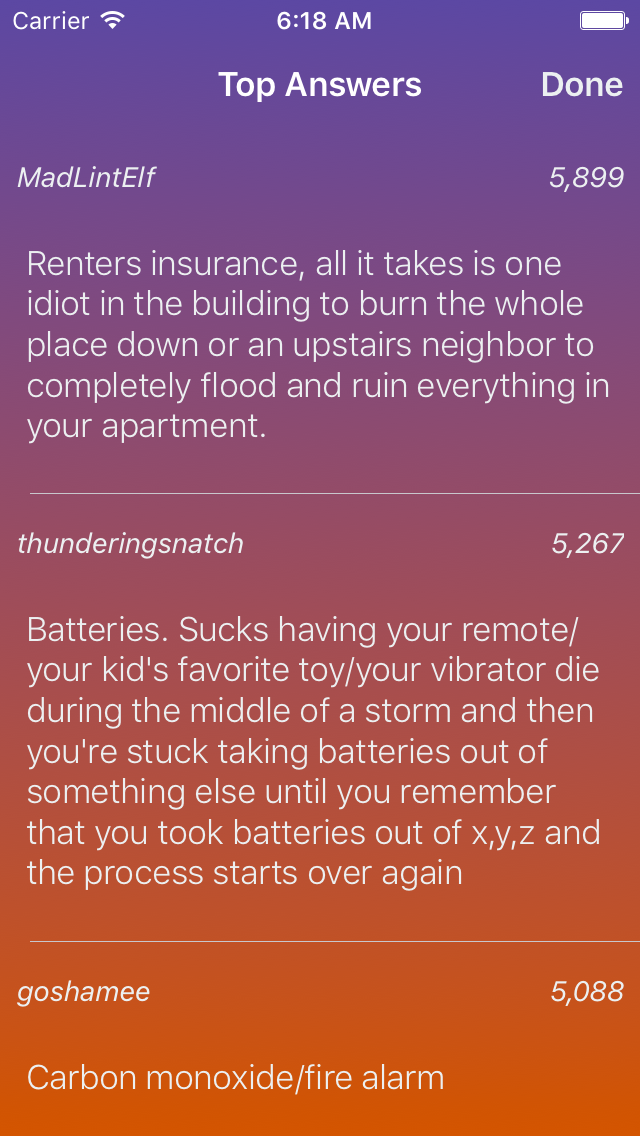 Carrier 6:18 AM
Top Answers Done
MadLintElf 5,899
Renters insurance, all it takes is one
idiot in the building to burn the whole
place down or an upstairs neighbor to
completely flood and ruin everything in
your apartment.
thunderingsnatch 5,267
Batteries. Sucks having your remote/
your kid's favorite toy/your vibrator die
during the middle of a storm and then
you're stuck taking batteries out of
something else until you remember
that you took batteries out of x,y,z and
the process starts over again
goshamee 5,088
Carbon monoxide/fire alarm